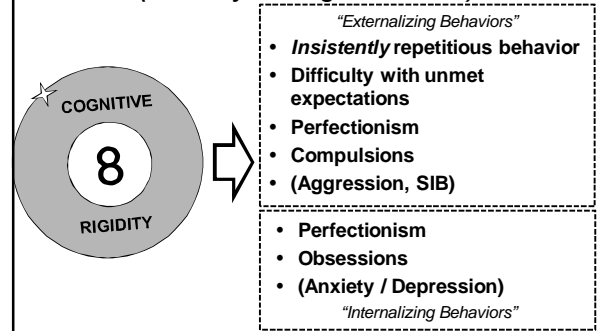 COGNITIVE
8
RIGIDITY
“Externalizing Behaviors”
• Insistently repetitious behavior
• Difficulty with unmet
expectations
• Perfectionism
• Compulsions
• (Aggression, SIB)
• Perfectionism
• Obsessions
• (Anxiety / Depression)
“Internalizing Behaviors”